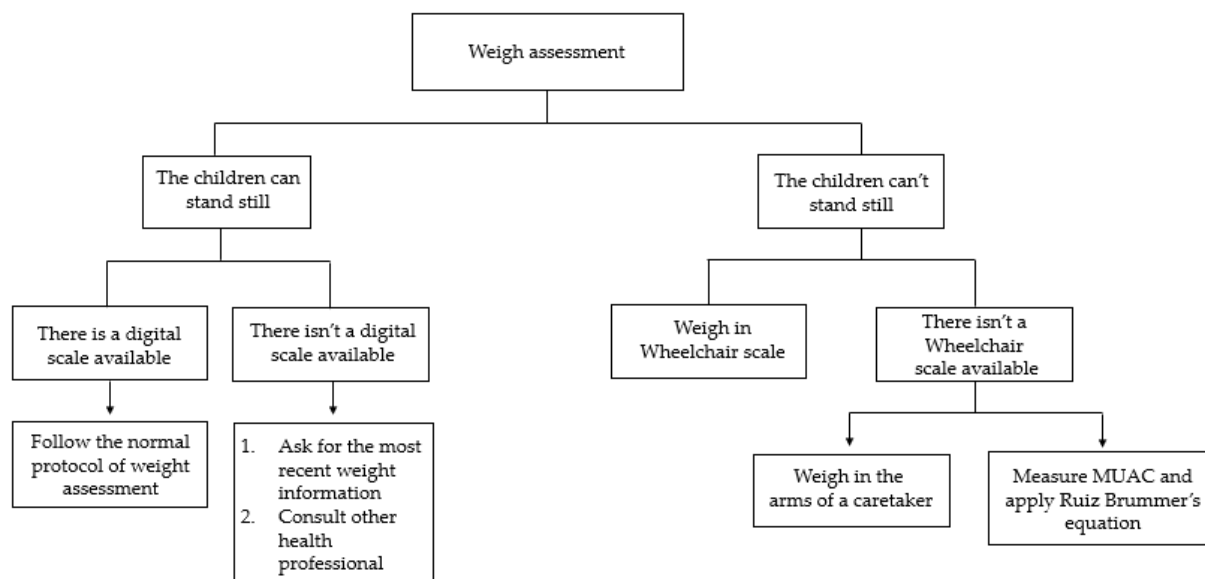 Weigh assessment
The children can
stand still
The children can't
stand still
There is a digital
scale available
There isn't a digital
scale available
Weigh in
Wheelchair scale
There isn't a
Wheelchair
scale available
Follow the normal
protocol of weight
assessment
1. Ask for the most
recent weight
information
2. Consult other
health
professional
Weigh in the
arms of a caretaker
Measure MUAC and
apply Ruiz Brummer's
equation